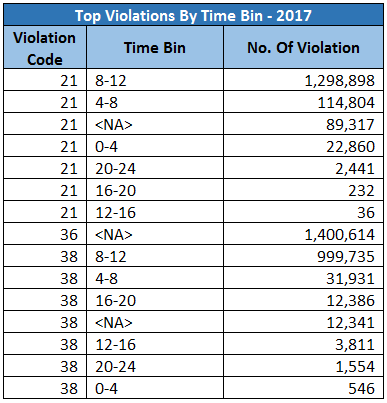 Top Violations By Time Bin - 2017
Violation Code Time Bin No. Of Violation
21 8-12 1,298,898
21 4-8 114,804
21 <NA> 89,317
21 0-4 22,860
21 20-24 2,441
21 16-20 232
21 12-16 36
36 <NA> 1,400,614
38 8-12 999,735
38 4-8 31,931
38 16-20 12,386
38 <NA> 12,341
38 12-16 3,811
38 20-24 1,554
38 0-4 546